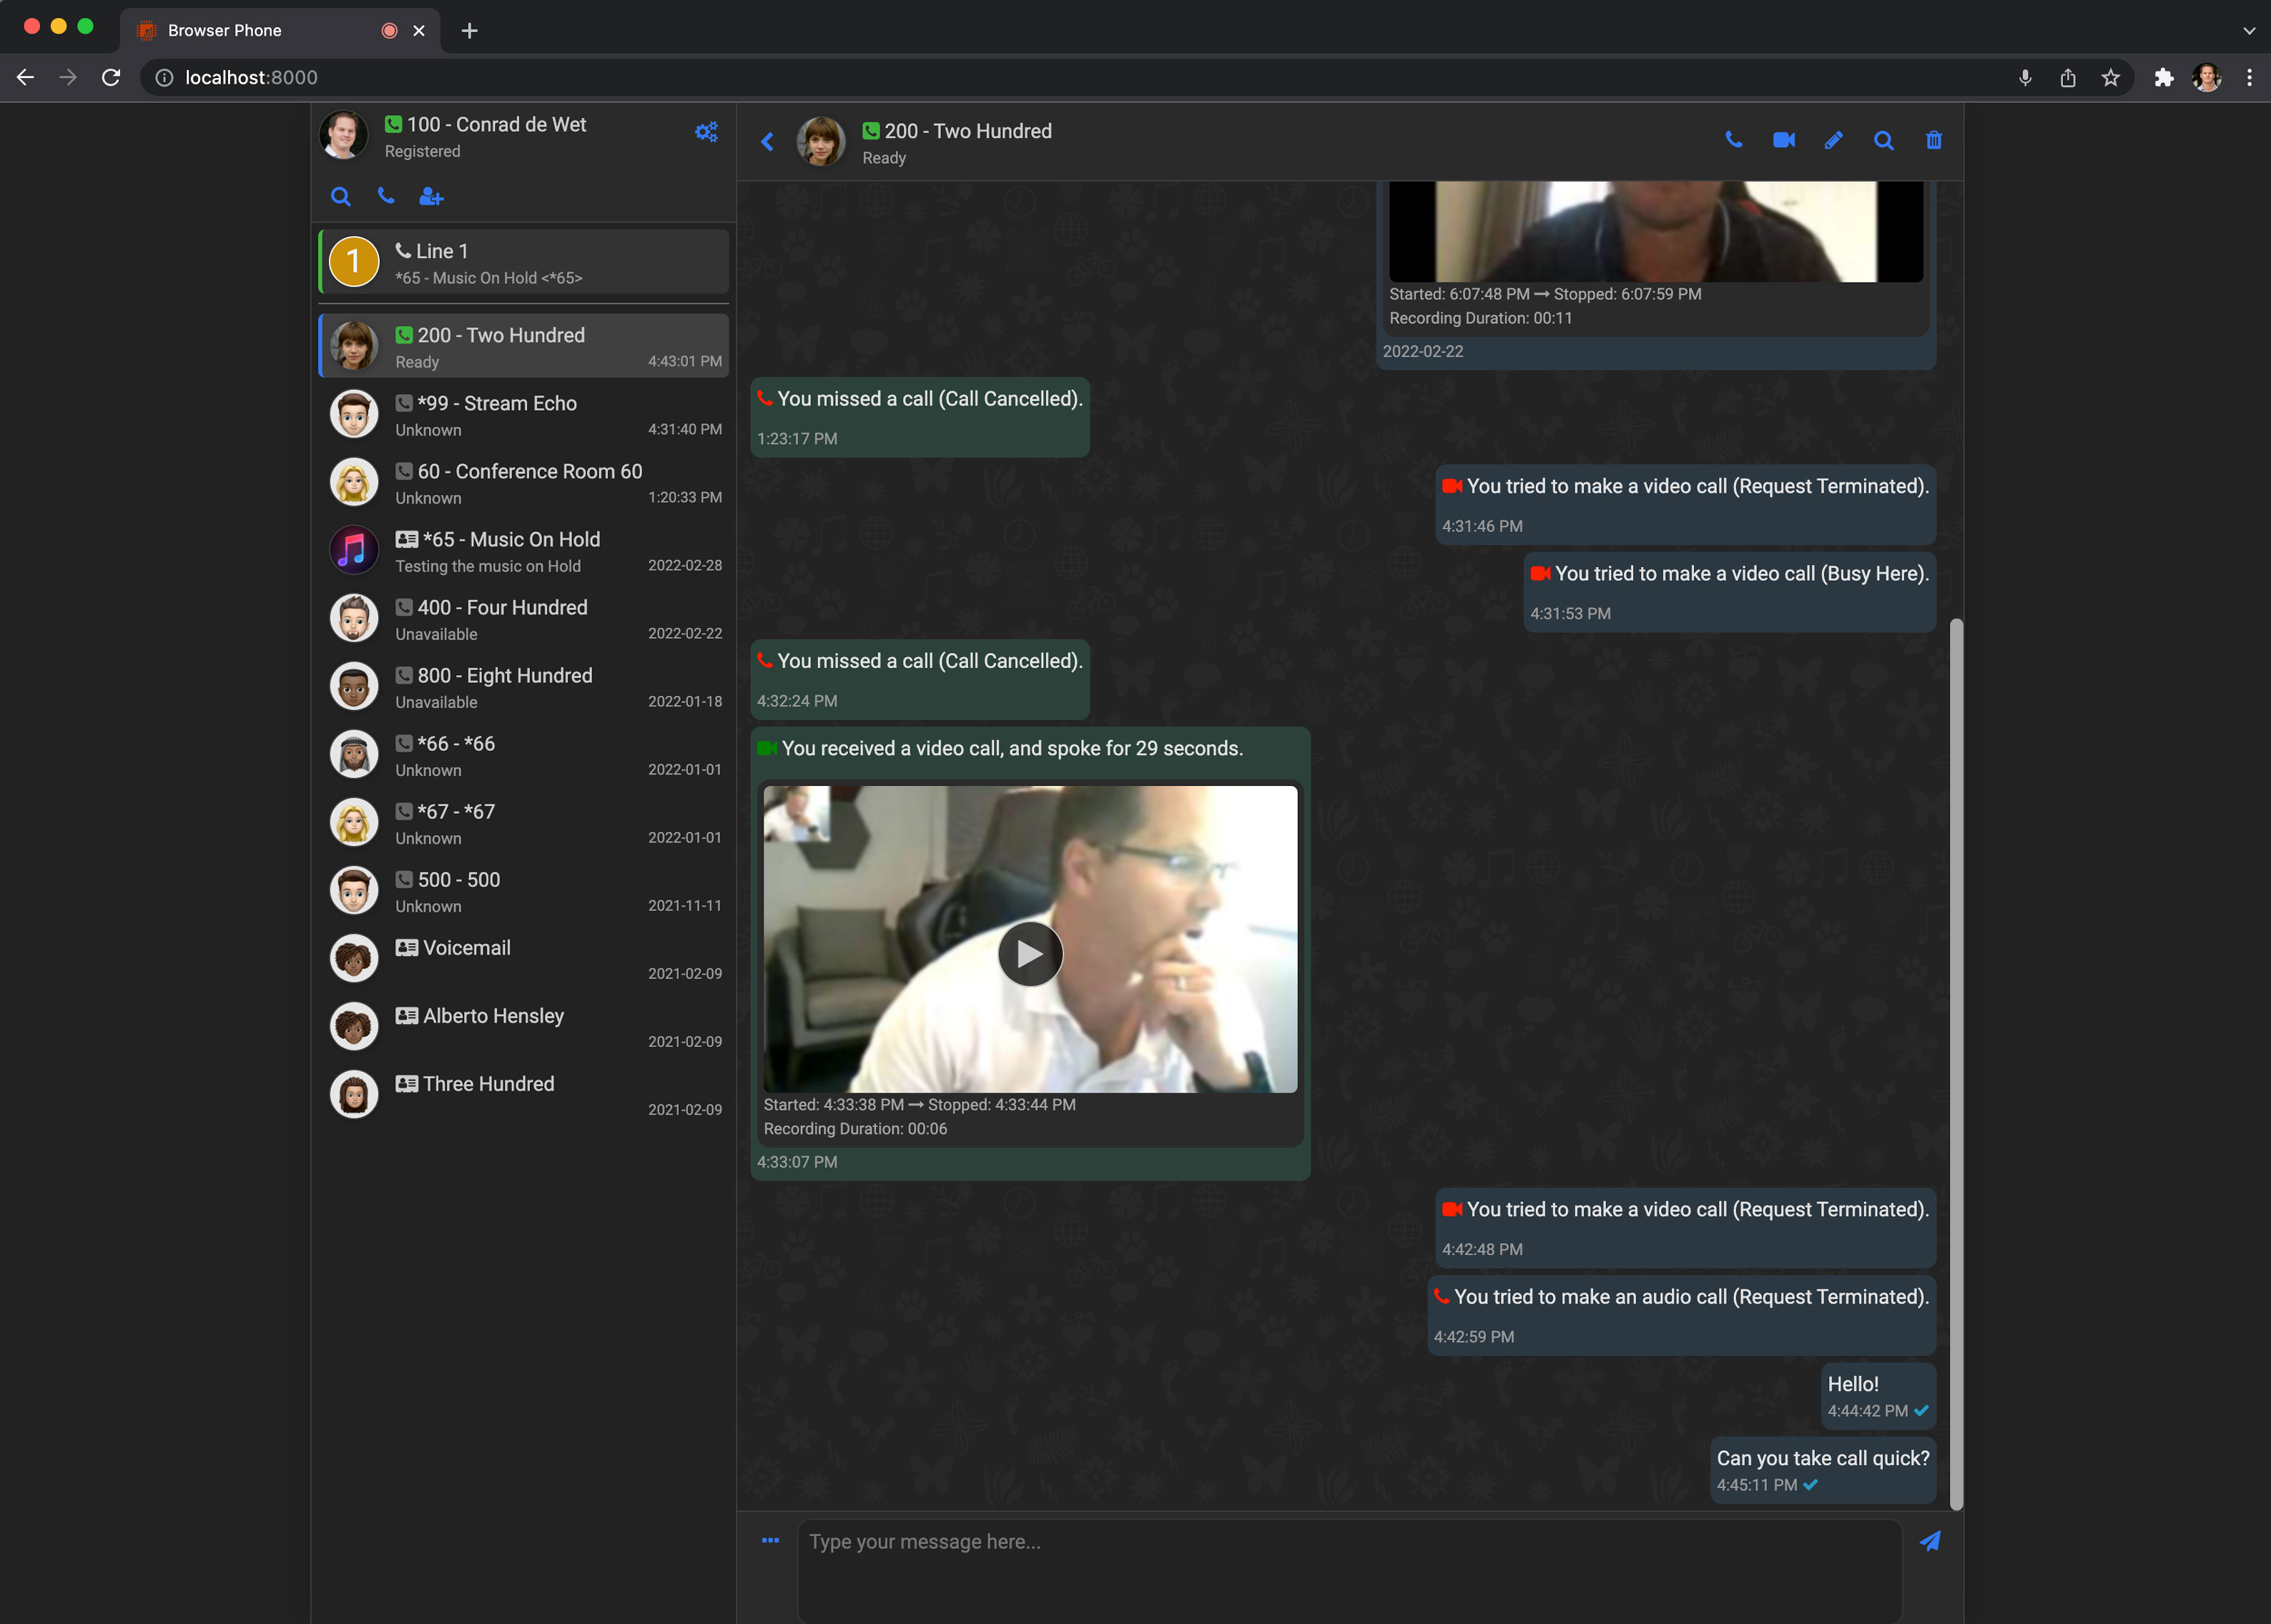 Browser Phone
localhost:8000
100 - Conrad de Wet
Registered
1
Line 1
*65 - Music On Hold <*65>
200 - Two Hundred
Ready
4:43:01 PM
*99 - Stream Echo
Unknown
4:31:40 PM
60 - Conference Room 60
Unknown
1:20:33 PM
*65 - Music On Hold
Testing the music on Hold
2022-02-28
400 - Four Hundred
Unavailable
2022-02-22
800 - Eight Hundred
Unavailable
2022-01-18
*66 - *66
Unknown
2022-01-01
*67 - *67
Unknown
2022-01-01
500 - 500
Unknown
2021-11-11
Voicemail
2021-02-09
Alberto Hensley
2021-02-09
Three Hundred
2021-02-09
200 - Two Hundred
Ready
Started: 6:07:48 PM → Stopped: 6:07:59 PM
Recording Duration: 00:11
2022-02-22
You missed a call (Call Cancelled).
1:23:17 PM
You tried to make a video call (Request Terminated).
4:31:46 PM
You tried to make a video call (Busy Here).
4:31:53 PM
You missed a call (Call Cancelled).
4:32:24 PM
You received a video call, and spoke for 29 seconds.
Started: 4:33:38 PM → Stopped: 4:33:44 PM
Recording Duration: 00:06
4:33:07 PM
You tried to make a video call (Request Terminated).
4:42:48 PM
You tried to make an audio call (Request Terminated).
4:42:59 PM
Hello!
4:44:42 PM
Can you take call quick?
4:45:11 PM
Type your message here...